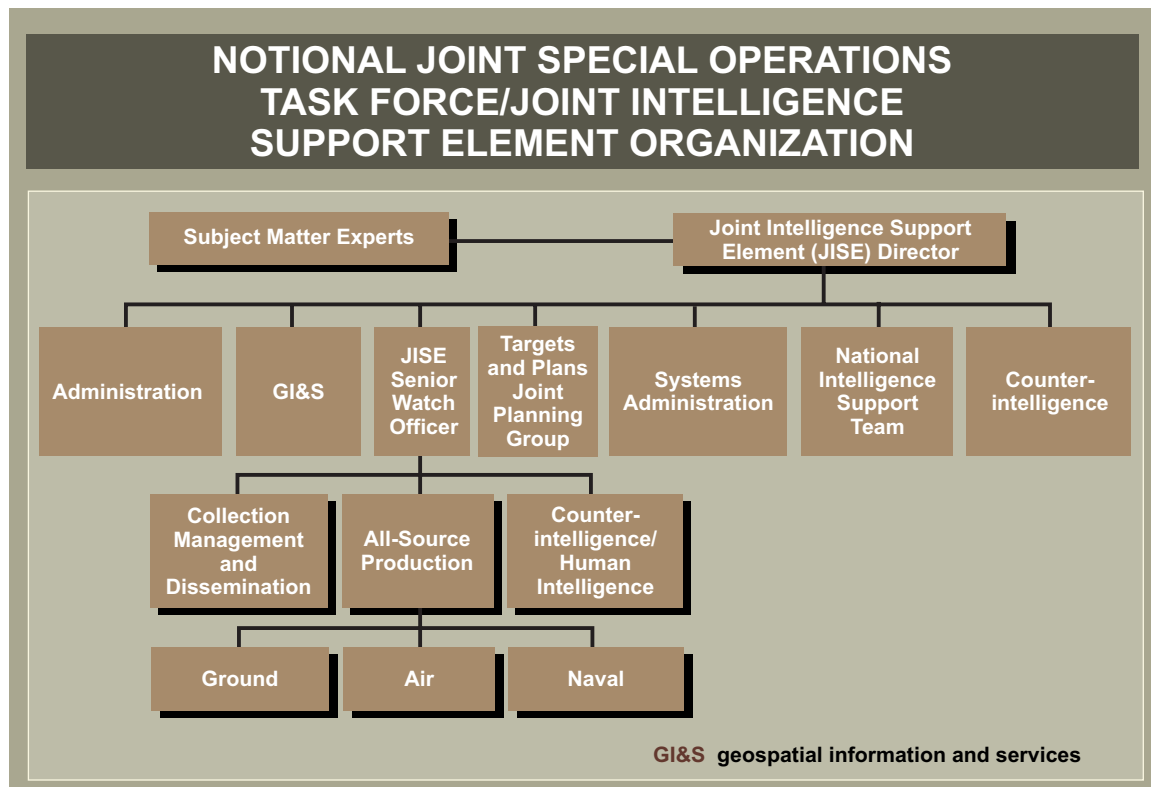 NOTIONAL JOINT SPECIAL OPERATIONS
TASK FORCE/JOINT INTELLIGENCE
SUPPORT ELEMENT ORGANIZATION
Subject Matter Experts
Joint Intelligence Support
Element (JISE) Director
Administration
GI&S
JISE
Senior
Watch
Officer
Targets
and Plans
Joint
Planning
Group
Systems
Administration
National
Intelligence
Support
Team
Counter-
intelligence
Collection
Management
and
Dissemination
All-Source
Production
Counter-
intelligence/
Human
Intelligence
Ground
Air
Naval
GI&S geospatial information and services